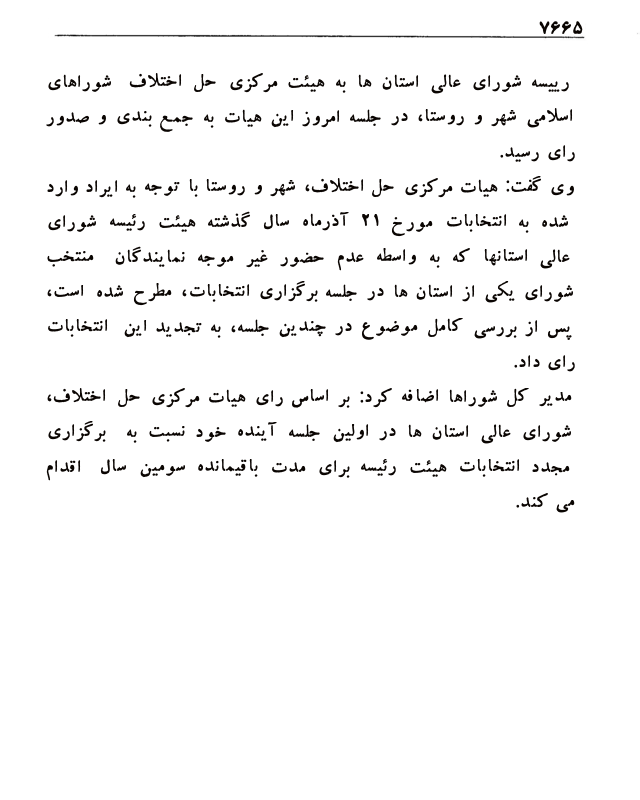 ۷۶۶۵
رییسه شورای عالی استان ها به هیئت مرکزی حل اختلاف شوراهای
اسلامی شهر و روستا، در جلسه امروز این هیات به جمع بندی و صدور
رای رسید.
وی گفت: هیات مرکزی حل اختلاف، شهر و روستا با توجه به ایراد وارد
شده به انتخابات مورخ ۲۱ آذرماه سال گذشته هیئت رئیسه شورای
عالی استانها که به واسطه عدم حضور غیر موجه نمایندگان منتخب
شورای یکی از استان ها در جلسه برگزاری انتخابات، مطرح شده است،
پس از بررسی کامل موضوع در چندین جلسه، به تجدید این انتخابات
رای داد.
مدیر کل شوراها اضافه کرد: بر اساس رای هیات مرکزی حل اختلاف،
شورای عالی استان ها در اولین جلسه آینده خود نسبت به برگزاری
مجدد انتخابات هیئت رئیسه برای مدت باقیمانده سومین سال اقدام
می کند.